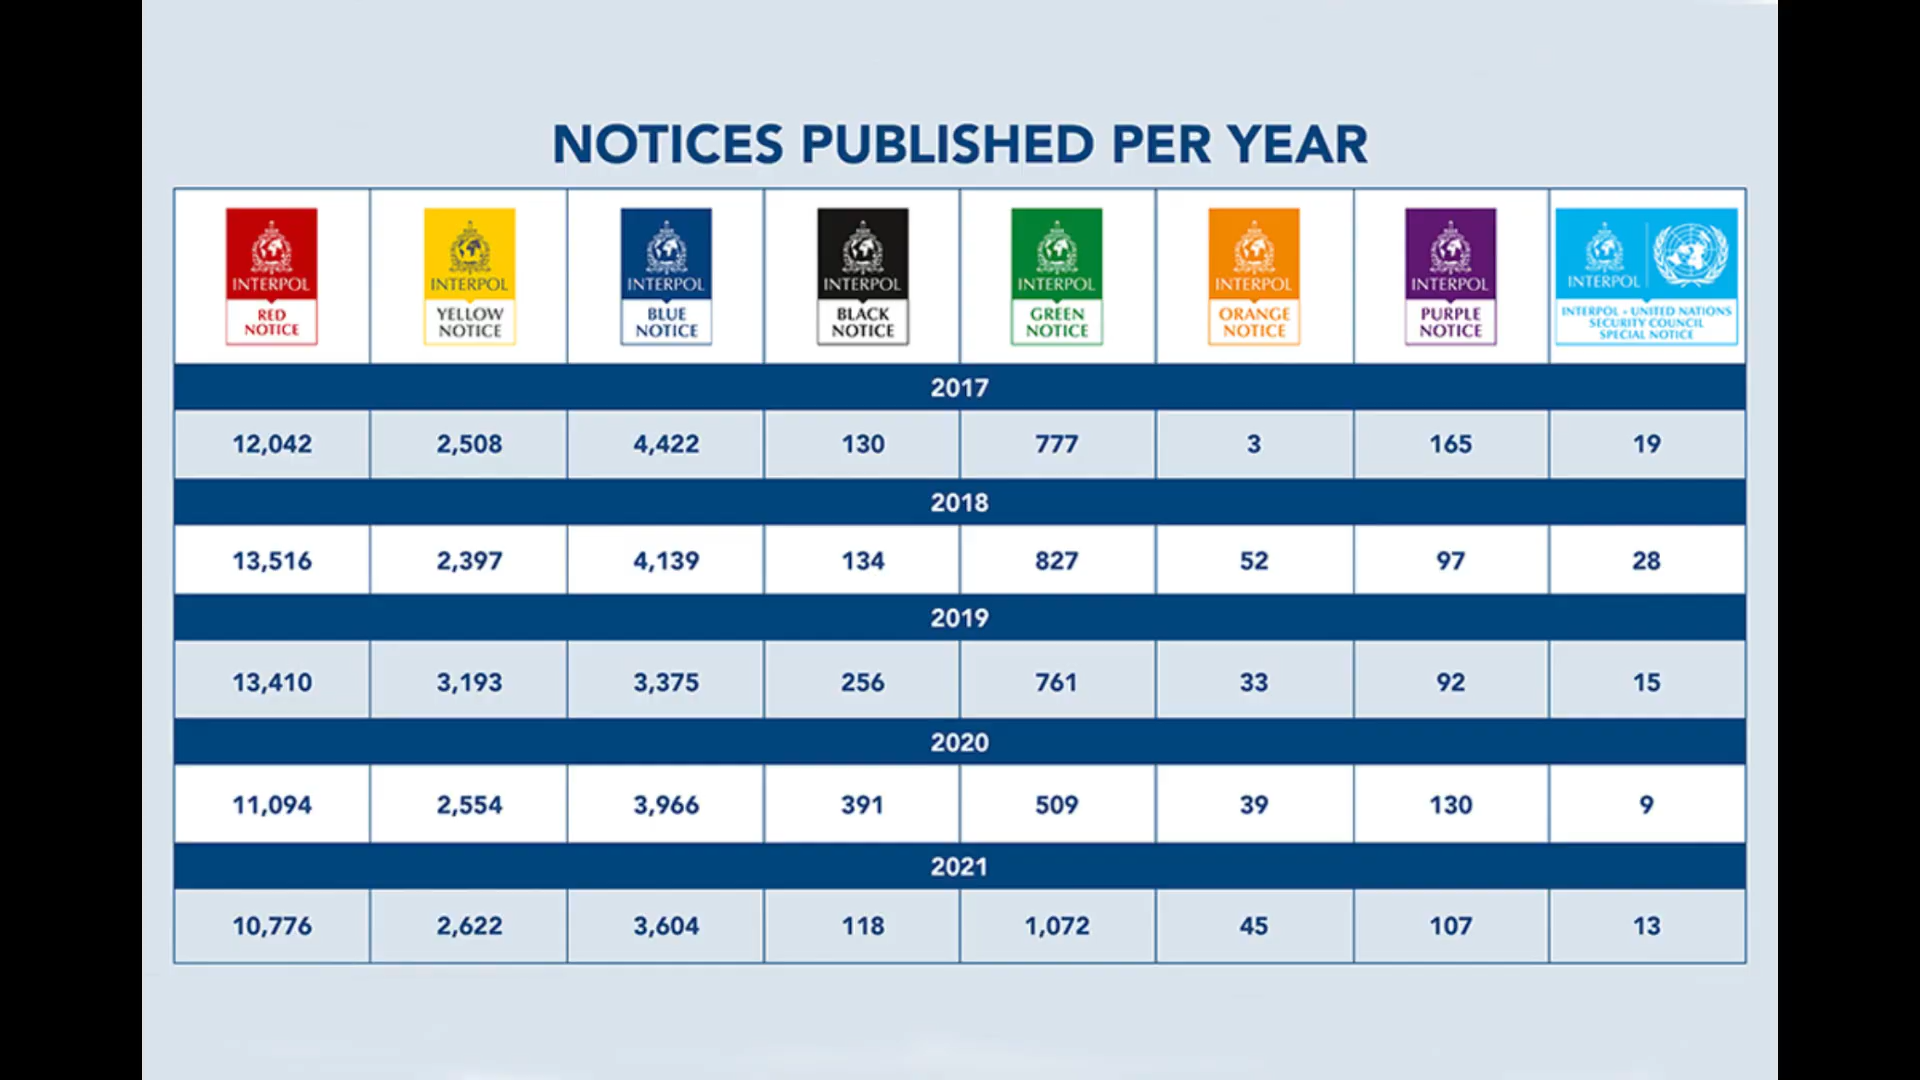 NOTICES PUBLISHED PER YEAR
INTERPOL INTERPOL INTERPOL INTERPOL INTERPOL INTERPOL INTERPOL INTERPOL
RED NOTICE
YELLOW NOTICE
BLUE NOTICE
BLACK NOTICE
GREEN NOTICE
ORANGE NOTICE
PURPLE NOTICE
INTERPOL - UNITED NATIONS
SECURITY COUNCIL
SPECIAL NOTICE
2017
12,042 2,508 4,422 130 777 3 165 19
2018
13,516 2,397 4,139 134 827 52 97 28
2019
13,410 3,193 3,375 256 761 33 92 15
2020
11,094 2,554 3,966 391 509 39 130 9
2021
10,776 2,622 3,604 118 1,072 45 107 13